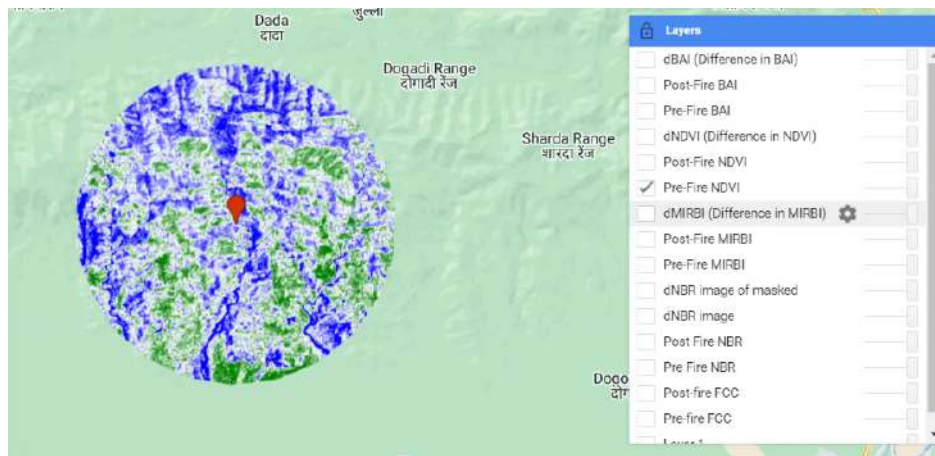 जुल्ला
Dada
दादा
Dogadi Range
दोगादी रेंज
Sharda Range
शारदा रेंज
Layers
dBAI (Difference in BAI)
Post-Fire BAI
Pre-Fire BAI
dNDVI (Difference in NDVI)
Post-Fire NDVI
Pre-Fire NDVI
dMIRBI (Difference in MIRBI)
Post-Fire MIRBI
Pre-Fire MIRBI
dNBR image of masked
dNBR image
Post Fire NBR
Pre Fire NBR
Post-fire FCC
Pre-fire FCC
Layer 1
Dogo